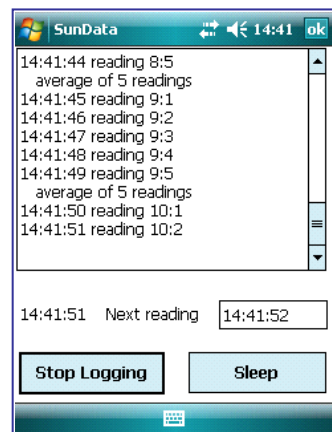 SunData 14:41 ok
14:41:44 reading 8:5
average of 5 readings
14:41:45 reading 9:1
14:41:46 reading 9:2
14:41:47 reading 9:3
14:41:48 reading 9:4
14:41:49 reading 9:5
average of 5 readings
14:41:50 reading 10:1
14:41:51 reading 10:2
14:41:51 Next reading 14:41:52
Stop Logging Sleep